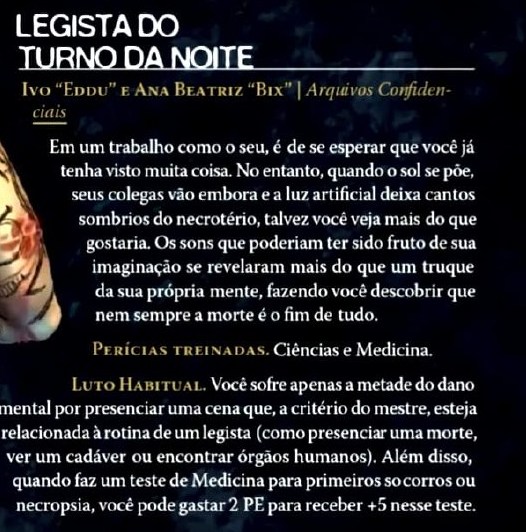 LEGISTA DO
TURNO DA NOITE
IVO “EDDU” E ANA BEATRIZ “BIX” | Arquivos Confiden-
ciais
Em um trabalho como o seu, é de se esperar que você já
tenha visto muita coisa. No entanto, quando o sol se põe,
seus colegas vão embora e a luz artificial deixa cantos
sombrios do necrotério, talvez você veja mais do que
gostaria. Os sons que poderiam ter sido fruto de sua
imaginação se revelaram mais do que um truque
da sua própria mente, fazendo você descobrir que
nem sempre a morte é o fim de tudo.
PERÍCIAS TREINADAS. Ciências e Medicina.
LUTO HABITUAL. Você sofre apenas a metade do dano
mental por presenciar uma cena que, a critério do mestre, esteja
relacionada à rotina de um legista (como presenciar uma morte,
ver um cadáver ou encontrar órgãos humanos). Além disso,
quando faz um teste de Medicina para primeiros socorros ou
necropsia, você pode gastar 2 PE para receber +5 nesse teste.